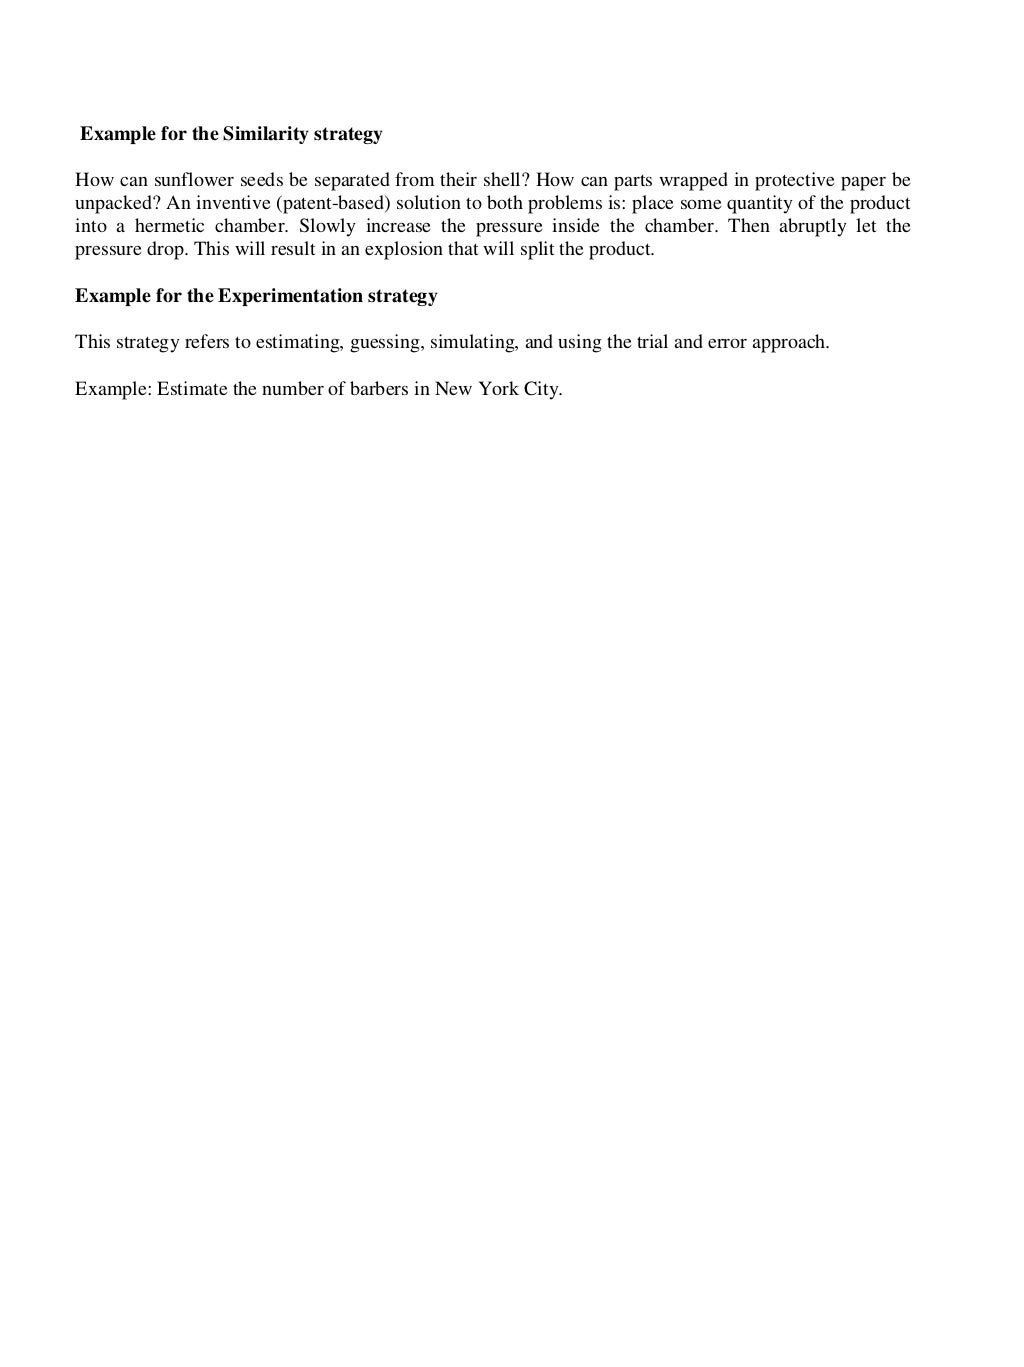 Example for the Similarity strategy
How can sunflower seeds be separated from their shell? How can parts wrapped in protective paper be
unpacked? An inventive (patent-based) solution to both problems is: place some quantity of the product
into a hermetic chamber. Slowly increase the pressure inside the chamber. Then abruptly let the
pressure drop. This will result in an explosion that will split the product.
Example for the Experimentation strategy
This strategy refers to estimating, guessing, simulating, and using the trial and error approach.
Example: Estimate the number of barbers in New York City.